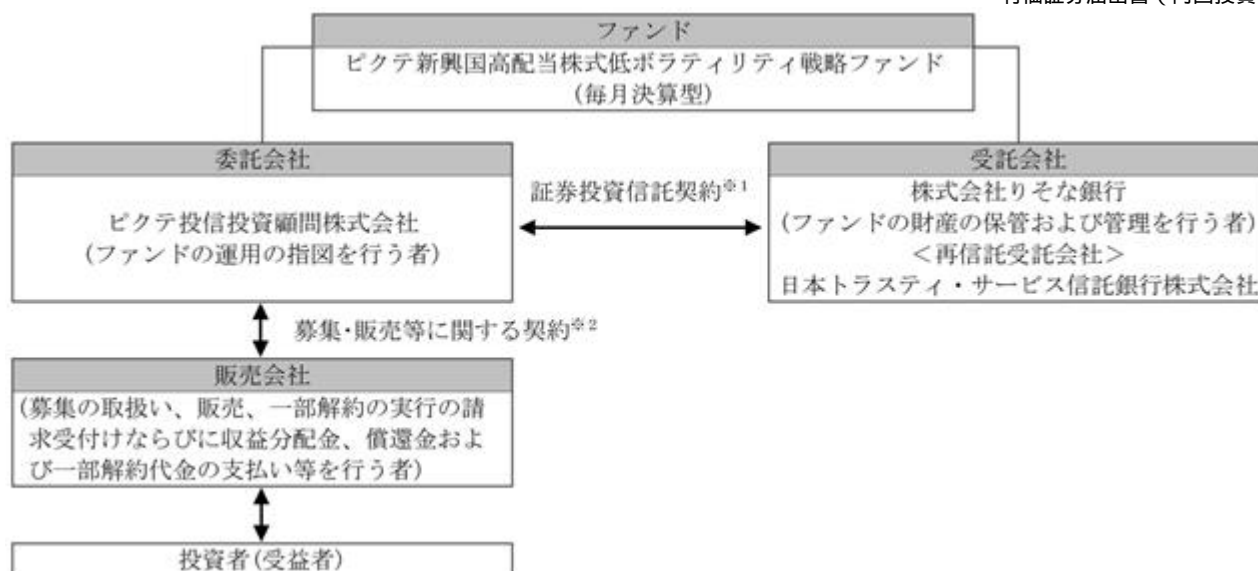 有価証券届出書（内国投資
ファンド
ピクテ新興国高配当株式低ボラティリティ戦略ファンド
(毎月決算型)
委託会社
ピクテ投信投資顧問株式会社
(ファンドの運用の指図を行う者)
証券投資信託契約※1
受託会社
株式会社りそな銀行
(ファンドの財産の保管および管理を行う者)
＜再信託受託会社＞
日本トラスティ・サービス信託銀行株式会社
募集・販売等に関する契約※2
販売会社
(募集の取扱い、販売、一部解約の実行の請
求受付けならびに収益分配金、償還金およ
び一部解約代金の支払い等を行う者)
投資者(受益者)